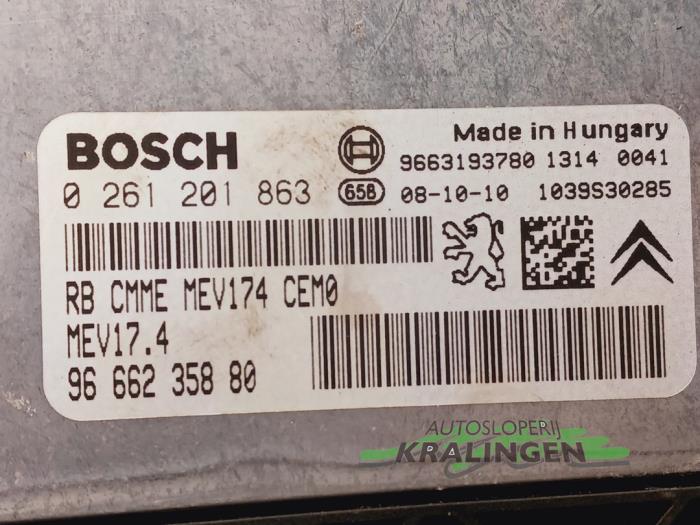 BOSCH
Made in Hungary
9663193780 1314 0041
0 261 201 863
658
08-10-10
1039S30285
RB CMME MEV174 CEM0
MEV17.4
96 662 358 80
AUTOSLOPERIJ
KRALINGEN